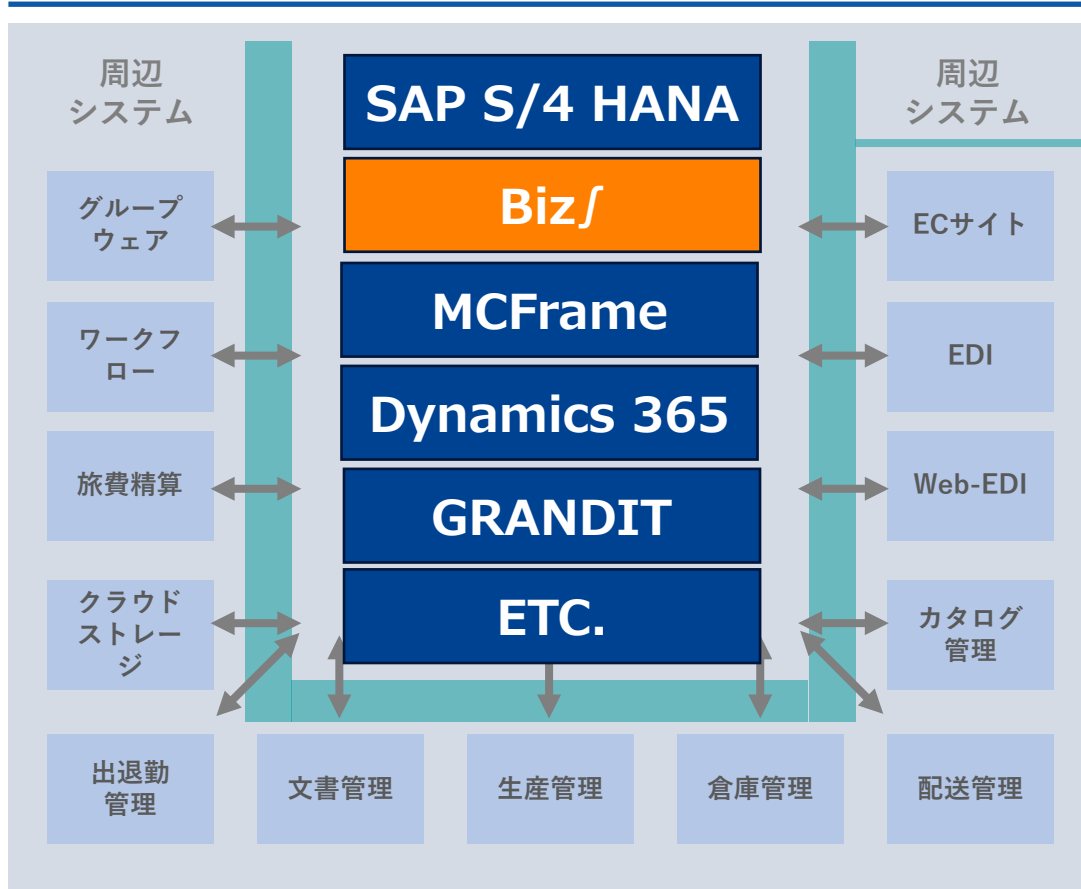 周辺
システム
周辺
システム
SAP S/4 HANA
Biz∫
MCFrame
Dynamics 365
GRANDIT
ETC.
グループ
ウェア
ワークフ
ロー
旅費精算
クラウド
ストレー
ジ
ECサイト
EDI
Web-EDI
カタログ
管理
出退勤
管理
文書管理
生産管理
倉庫管理
配送管理